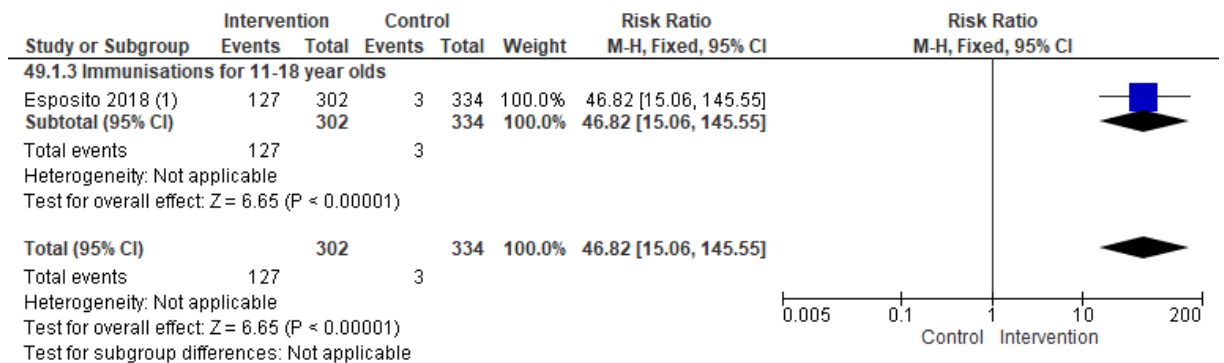 Intervention Control Risk Ratio Risk Ratio
Study or Subgroup Events Total Events Total Weight M-H, Fixed, 95% CI M-H, Fixed, 95% CI
49.1.3 Immunisations for 11-18 year olds
Esposito 2018 (1) 127 302 3 334 100.0% 46.82 [15.06, 145.55]
Subtotal (95% CI) 302 334 100.0% 46.82 [15.06, 145.55]
Total events 127 3
Heterogeneity: Not applicable
Test for overall effect: Z = 6.65 (P < 0.00001)
Total (95% CI) 302 334 100.0% 46.82 [15.06, 145.55]
Total events 127 3
Heterogeneity: Not applicable
Test for overall effect: Z = 6.65 (P < 0.00001)
Test for subgroup differences: Not applicable
0.005 0.1 1 10 200
Control Intervention